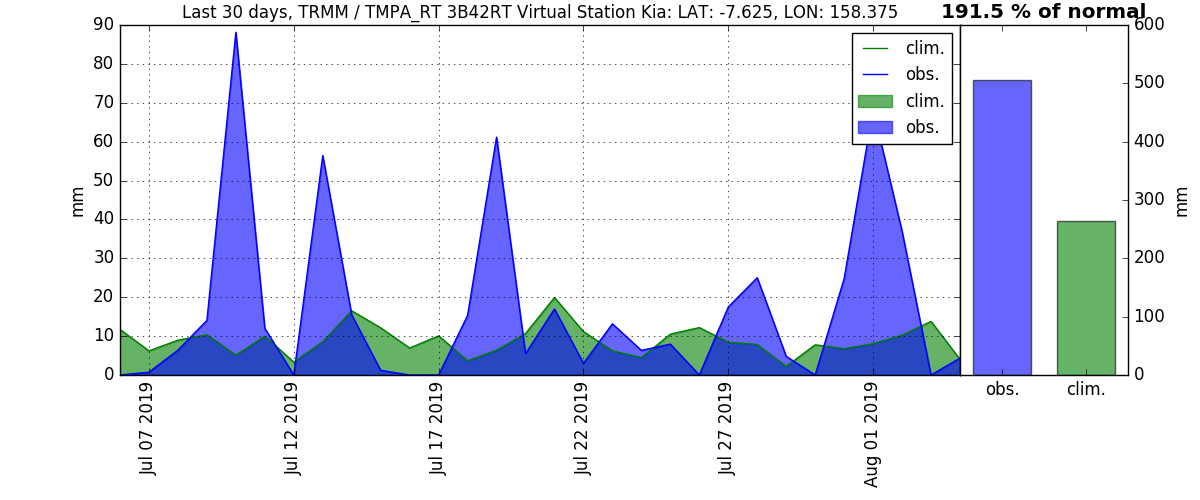 Last 30 days, TRMM / TMPA_RT 3B42RT Virtual Station Kia: LAT: -7.625, LON: 158.375
191.5 % of normal
90
80
70
60
50
40
30
20
10
0
mm
clim.
obs.
clim.
obs.
Jul 07 2019
Jul 12 2019
Jul 17 2019
Jul 22 2019
Jul 27 2019
Aug 01 2019
600
500
400
300
200
100
0
mm
obs.
clim.